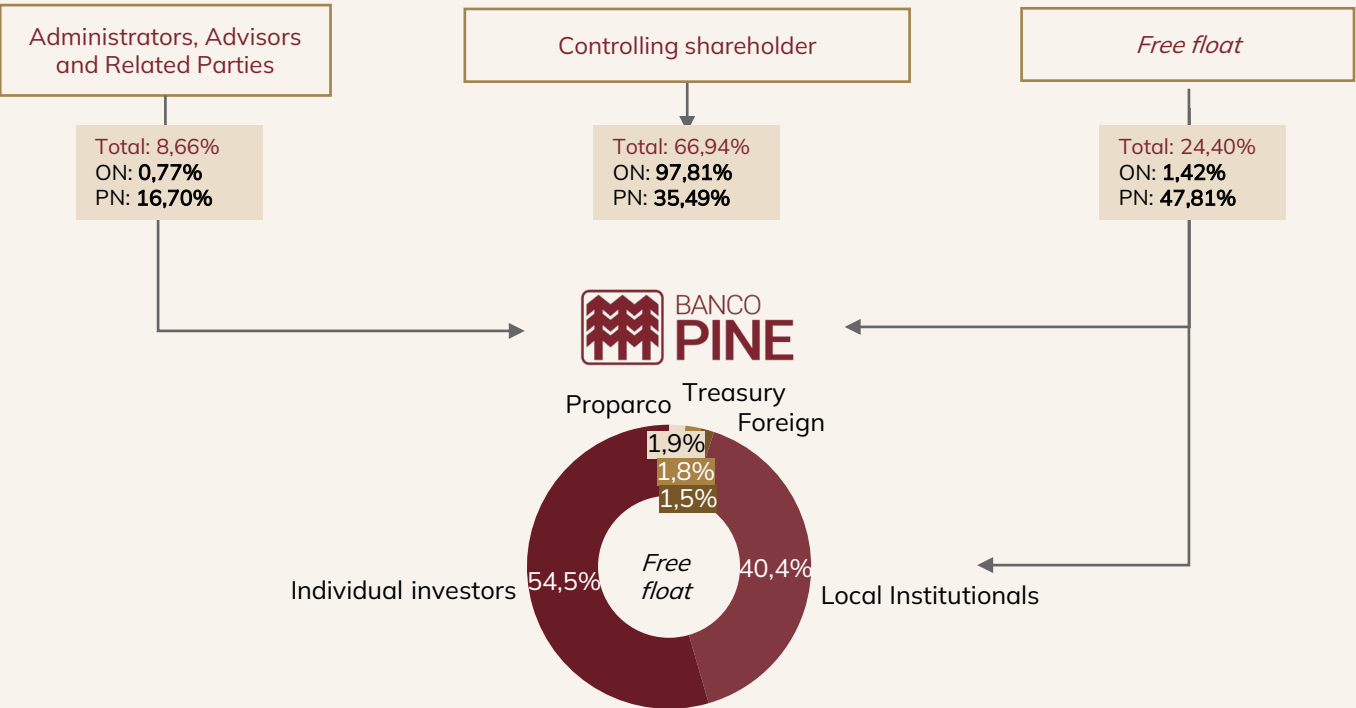 Administrators, Advisors
and Related Parties
Controlling shareholder
Free float
Total: 8,66%
ON: 0,77%
PN: 16,70%
Total: 66,94%
ON: 97,81%
PN: 35,49%
Total: 24,40%
ON: 1,42%
PN: 47,81%
BANCO
PINE
Proparco
Treasury
Foreign
1,9%
1,8%
1,5%
Individual investors
54,5%
Free
float
40,4%
Local Institutionals